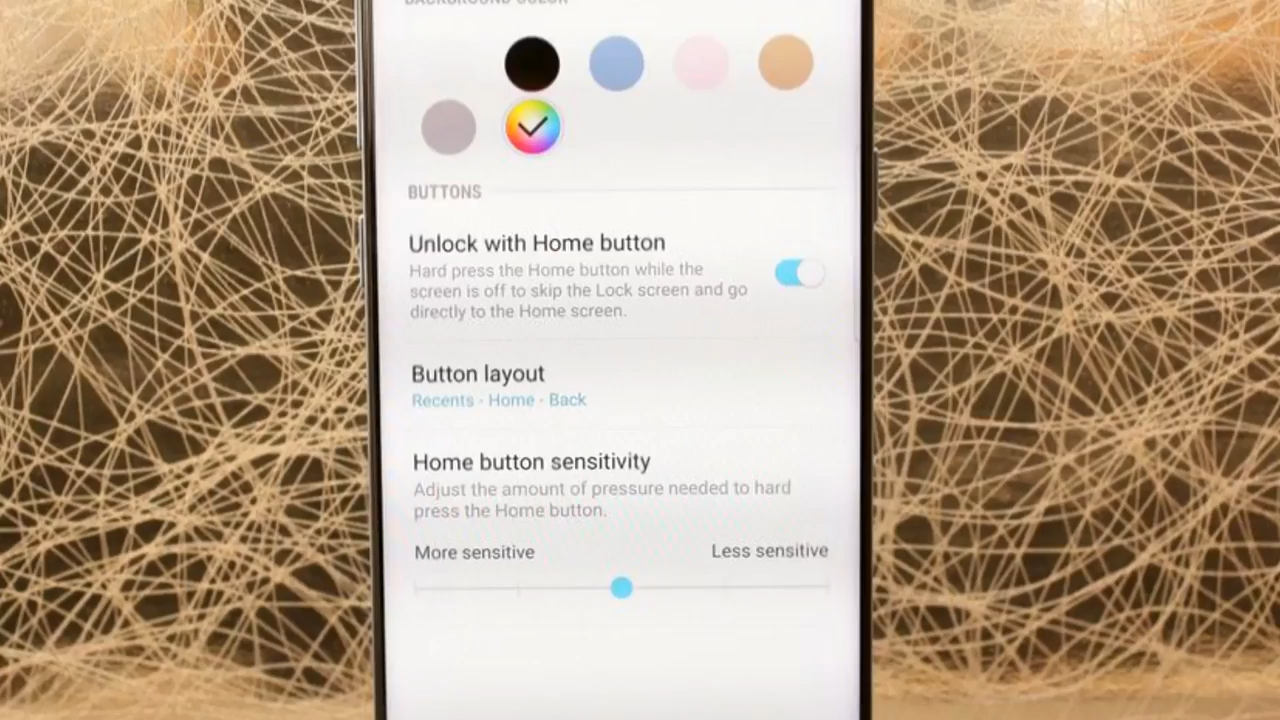 BACKGROUND COLOR
BUTTONS
Unlock with Home button
Hard press the Home button while the
screen is off to skip the Lock screen and go
directly to the Home screen.
Button layout
Recents · Home · Back
Home button sensitivity
Adjust the amount of pressure needed to hard
press the Home button.
More sensitive
Less sensitive